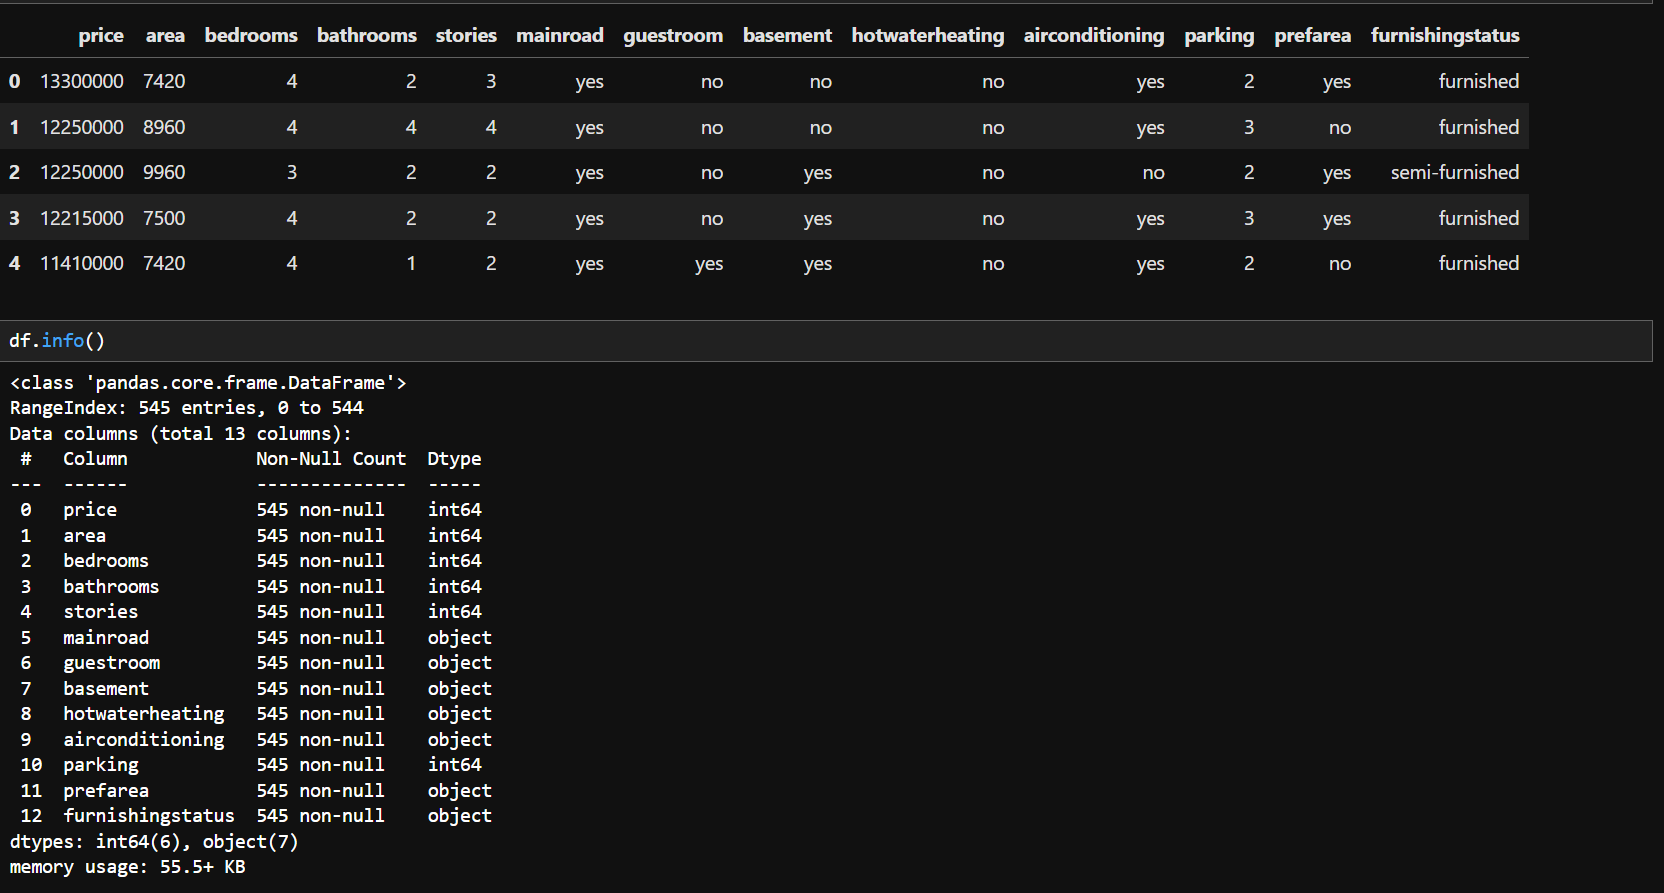 price area bedrooms bathrooms stories mainroad guestroom basement hotwaterheating airconditioning parking prefarea furnishingstatus
0 13300000 7420 4 2 3 yes no no no yes 2 yes furnished
1 12250000 8960 4 4 4 yes no no no yes 3 no furnished
2 12250000 9960 3 2 2 yes no yes no no 2 yes semi-furnished
3 12215000 7500 4 2 2 yes no yes no yes 3 yes furnished
4 11410000 7420 4 1 2 yes yes yes no yes 2 no furnished
df.info()
<class 'pandas.core.frame.DataFrame'>
RangeIndex: 545 entries, 0 to 544
Data columns (total 13 columns):
 #   Column            Non-Null Count  Dtype
---  ------            --------------  -----
 0   price             545 non-null    int64
 1   area              545 non-null    int64
 2   bedrooms          545 non-null    int64
 3   bathrooms         545 non-null    int64
 4   stories           545 non-null    int64
 5   mainroad          545 non-null    object
 6   guestroom         545 non-null    object
 7   basement          545 non-null    object
 8   hotwaterheating   545 non-null    object
 9   airconditioning   545 non-null    object
 10  parking           545 non-null    int64
 11  prefarea          545 non-null    object
 12  furnishingstatus  545 non-null    object
dtypes: int64(6), object(7)
memory usage: 55.5+ KB